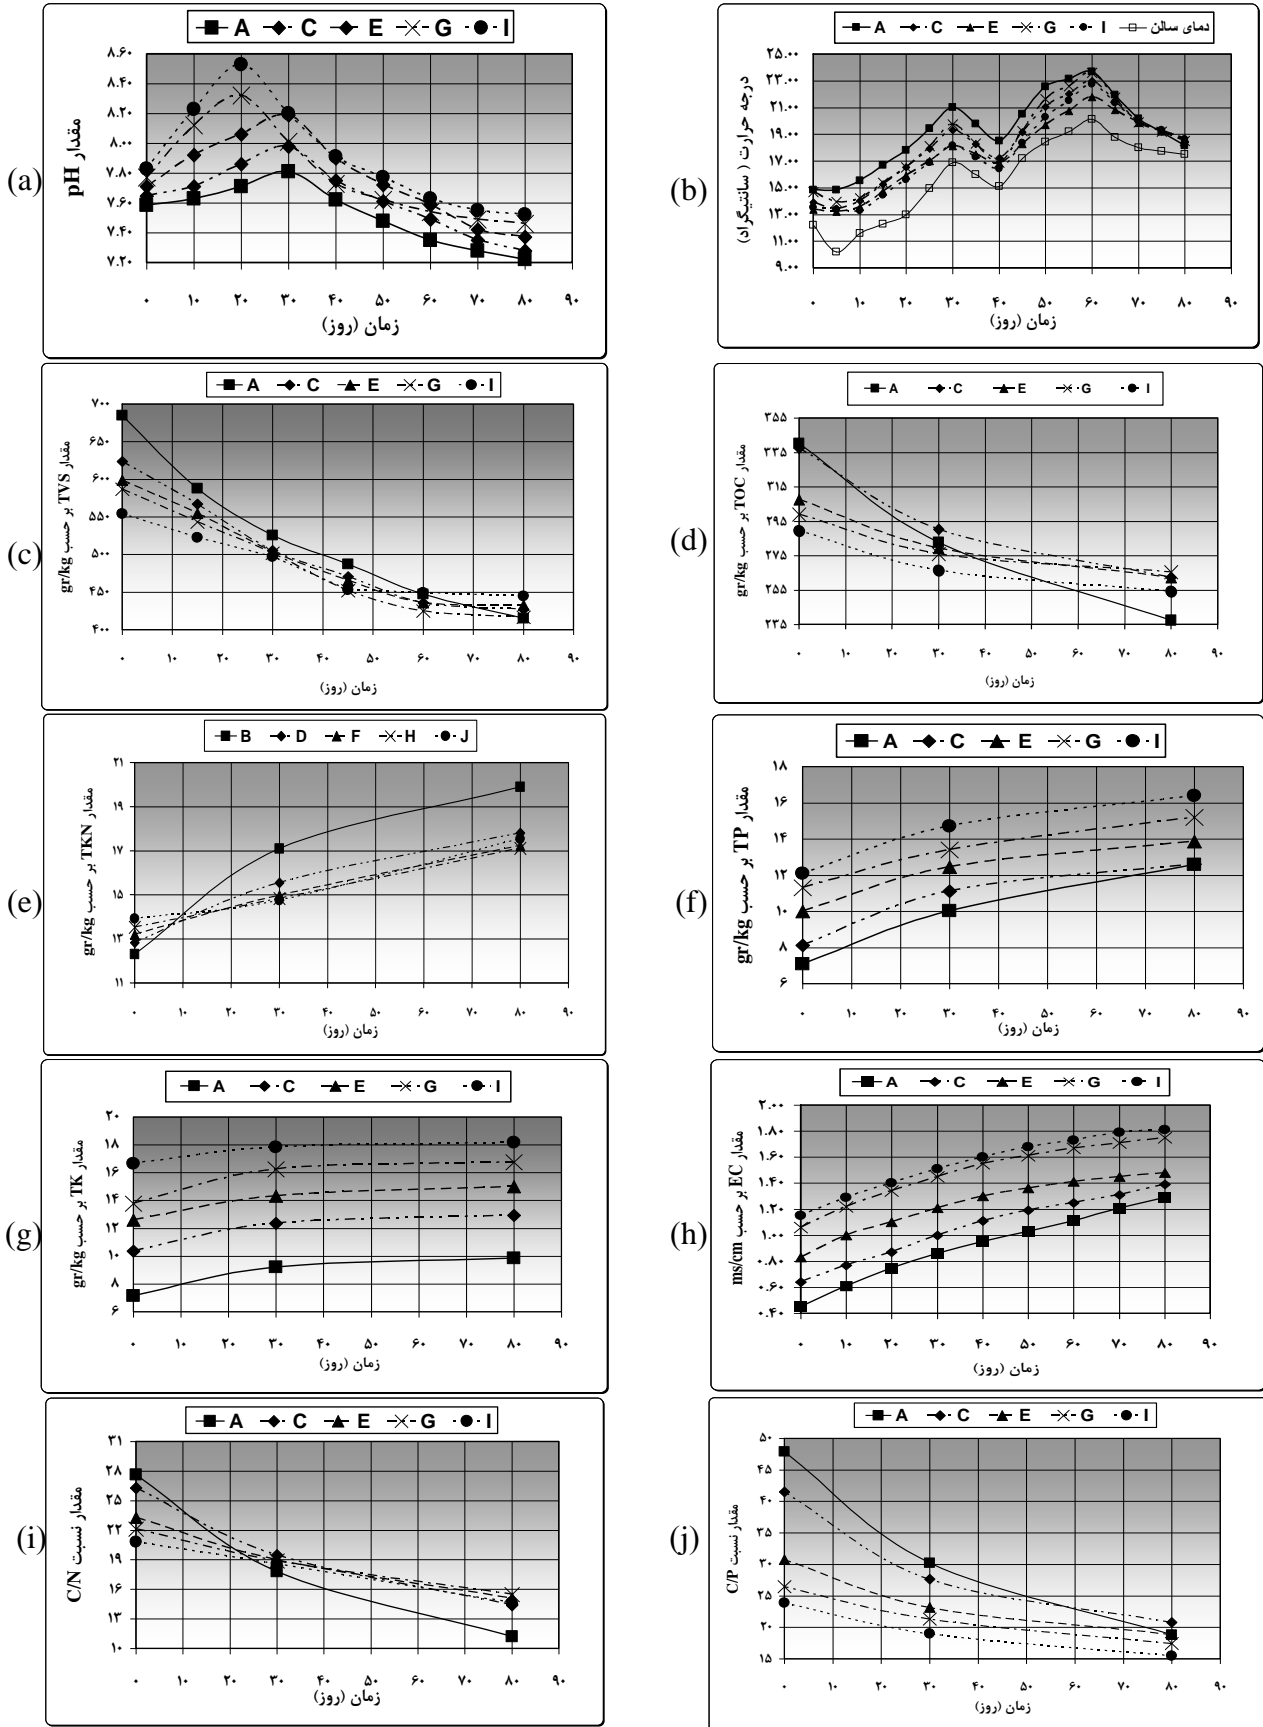 (a)
A C E G I
مقدار pH
۸.۶۰
۸.۴۰
۸.۲۰
۸.۰۰
۷.۸۰
۷.۶۰
۷.۴۰
۷.۲۰
۰ ۱۰ ۲۰ ۳۰ ۴۰ ۵۰ ۶۰ ۷۰ ۸۰ ۹۰
زمان (روز)
(b)
A C E G I دمای سالن
درجه حرارت ( سانتیگراد)
۲۵.۰۰
۲۳.۰۰
۲۱.۰۰
۱۹.۰۰
۱۷.۰۰
۱۵.۰۰
۱۳.۰۰
۱۱.۰۰
۹.۰۰
۰ ۱۰ ۲۰ ۳۰ ۴۰ ۵۰ ۶۰ ۷۰ ۸۰ ۹۰
زمان (روز)
(c)
A C E G I
مقدار TVS بر حسب gr/kg
۷۰۰
۶۵۰
۶۰۰
۵۵۰
۵۰۰
۴۵۰
۴۰۰
۰ ۱۰ ۲۰ ۳۰ ۴۰ ۵۰ ۶۰ ۷۰ ۸۰ ۹۰
زمان (روز)
(d)
A C E G I
مقدار TOC بر حسب gr/kg
۳۵۵
۳۳۵
۳۱۵
۲۹۵
۲۷۵
۲۵۵
۲۳۵
۰ ۱۰ ۲۰ ۳۰ ۴۰ ۵۰ ۶۰ ۷۰ ۸۰ ۹۰
زمان (روز)
(e)
B D F H J
مقدار TKN بر حسب gr/kg
۲۱
۱۹
۱۷
۱۵
۱۳
۱۱
۰ ۱۰ ۲۰ ۳۰ ۴۰ ۵۰ ۶۰ ۷۰ ۸۰ ۹۰
زمان (روز)
(f)
A C E G I
مقدار TP بر حسب gr/kg
۱۸
۱۶
۱۴
۱۲
۱۰
۸
۶
۰ ۱۰ ۲۰ ۳۰ ۴۰ ۵۰ ۶۰ ۷۰ ۸۰ ۹۰
زمان (روز)
(g)
A C E G I
مقدار TK بر حسب gr/kg
۲۰
۱۸
۱۶
۱۴
۱۲
۱۰
۸
۶
۰ ۱۰ ۲۰ ۳۰ ۴۰ ۵۰ ۶۰ ۷۰ ۸۰ ۹۰
زمان (روز)
(h)
A C E G I
مقدار EC بر حسب ms/cm
۲.۰۰
۱.۸۰
۱.۶۰
۱.۴۰
۱.۲۰
۱.۰۰
۰.۸۰
۰.۶۰
۰.۴۰
۰ ۱۰ ۲۰ ۳۰ ۴۰ ۵۰ ۶۰ ۷۰ ۸۰ ۹۰
زمان (روز)
(i)
A C E G I
مقدار نسبت C/N
۳۱
۲۸
۲۶
۲۲
۱۹
۱۶
۱۳
۱۰
۰ ۱۰ ۲۰ ۳۰ ۴۰ ۵۰ ۶۰ ۷۰ ۸۰ ۹۰
زمان (روز)
(j)
A C E G I
مقدار نسبت C/P
۵۰
۴۵
۴۰
۳۵
۳۰
۲۵
۲۰
۱۵
۰ ۱۰ ۲۰ ۳۰ ۴۰ ۵۰ ۶۰ ۷۰ ۸۰ ۹۰
زمان (روز)